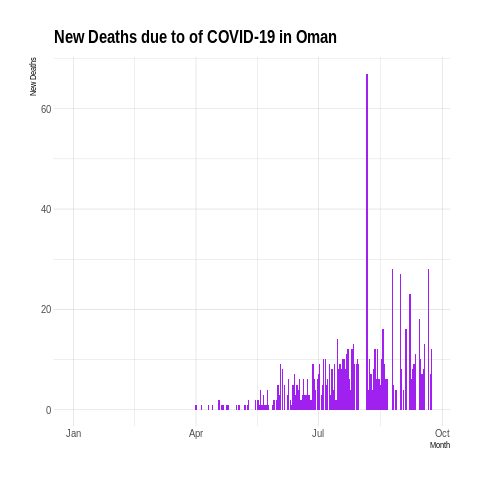 New Deaths due to of COVID-19 in Oman
New Deaths
60
40
20
0
Jan Apr Jul Oct
Month